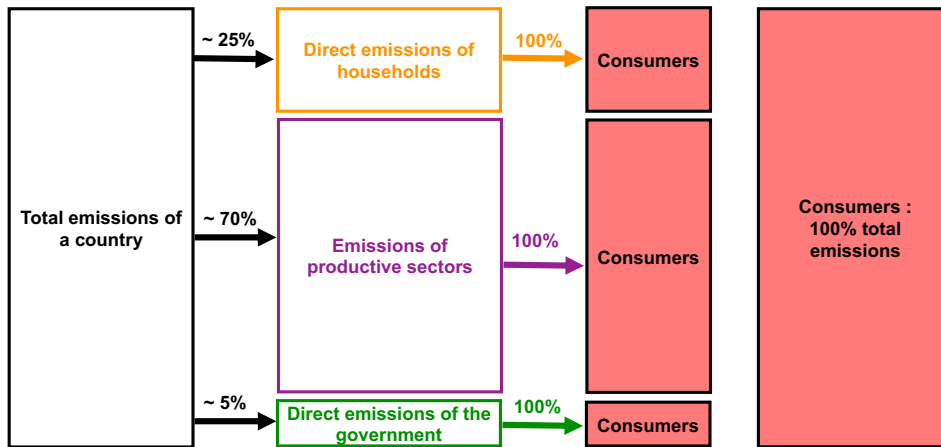 ~ 25%
Direct emissions of
households
100%
Consumers
Total emissions of
a country
~ 70%
Emissions of
productive sectors
100%
Consumers
Consumers :
100% total
emissions
~ 5%
Direct emissions of the
government
100%
Consumers